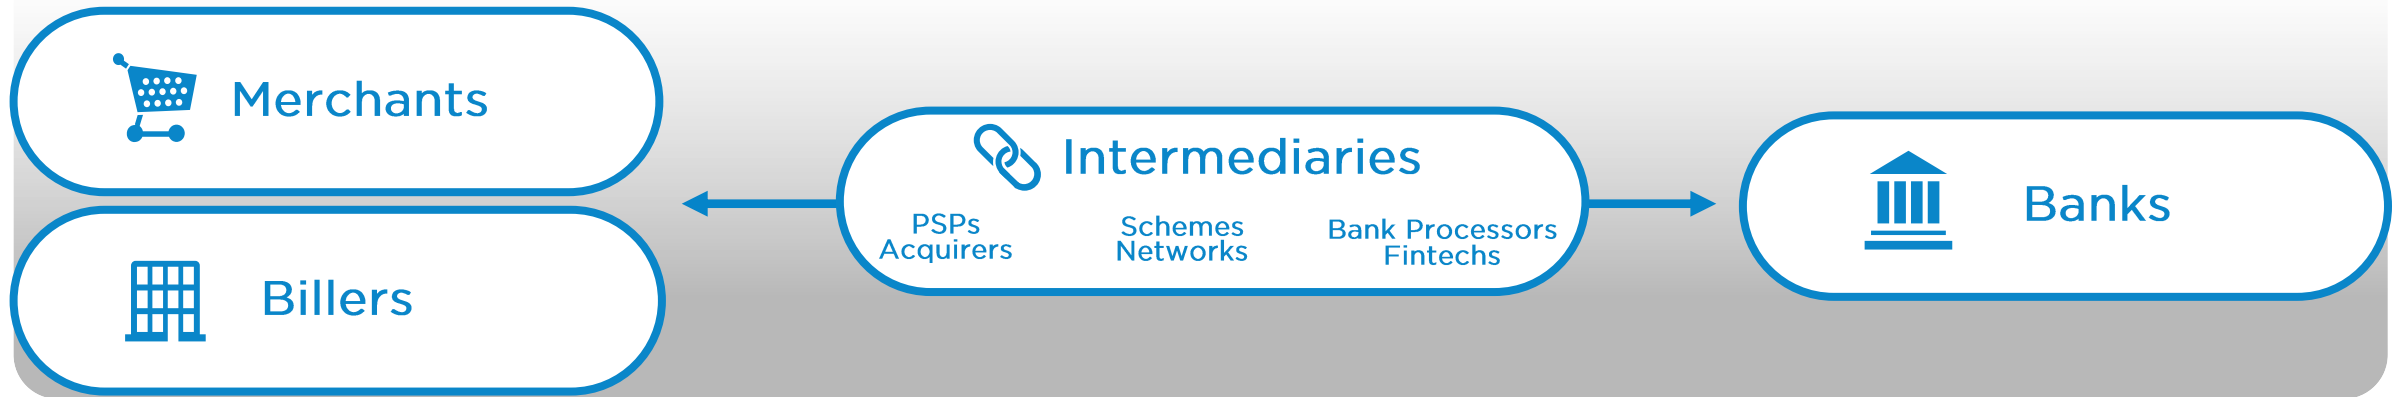 Merchants
Billers
Intermediaries
PSPs
Acquirers
Schemes
Networks
Bank Processors
Fintechs
Banks